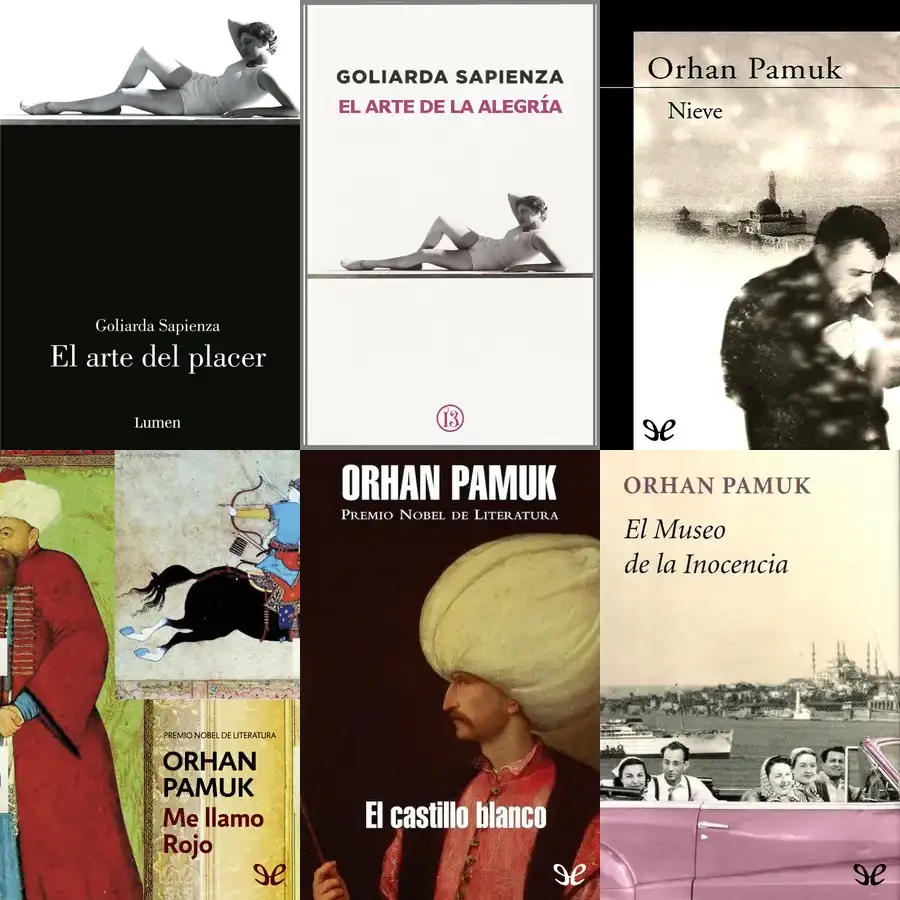 Goliarda Sapienza
El arte del placer
Lumen
GOLIARDA SAPIENZA
EL ARTE DE LA ALEGRÍA
13
Orhan Pamuk
Nieve
PREMIO NOBEL DE LITERATURA
ORHAN
PAMUK
Me llamo
Rojo
ORHAN PAMUK
PREMIO NOBEL DE LITERATURA
El castillo blanco
ORHAN PAMUK
El Museo
de la Inocencia